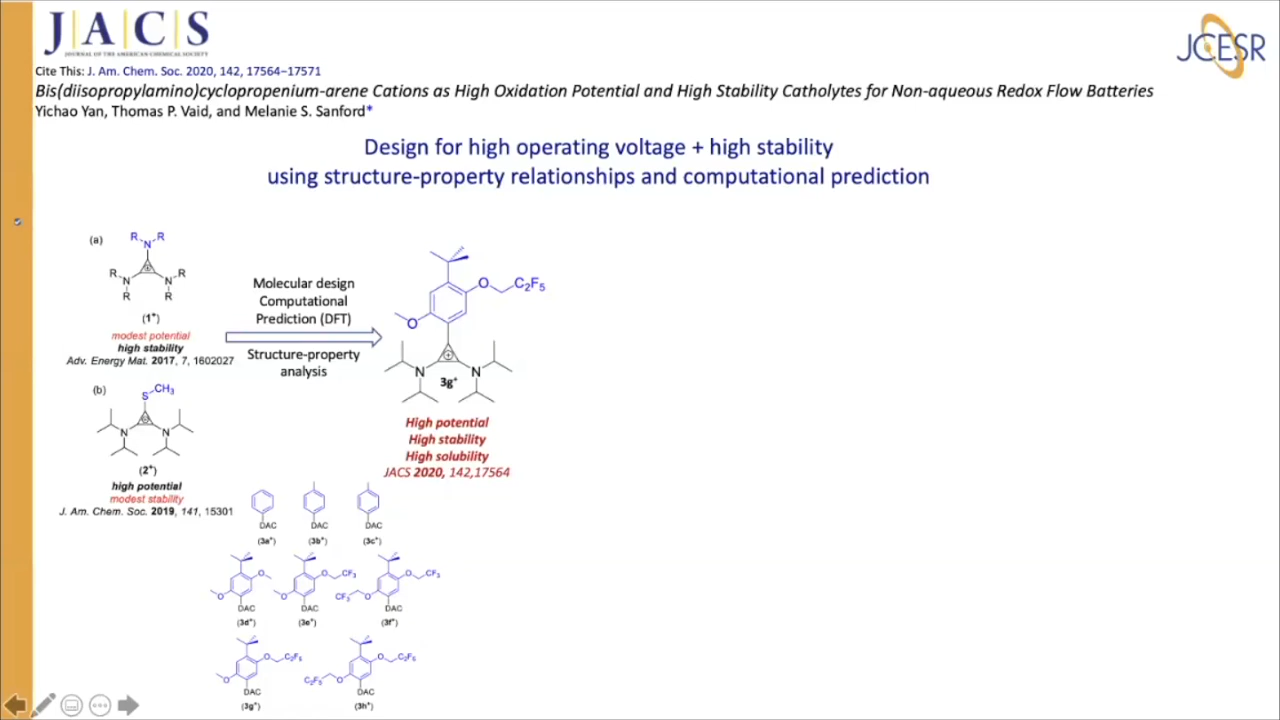 J|A|C|S
JOURNAL OF THE AMERICAN CHEMICAL SOCIETY
JCESR
Cite This: J. Am. Chem. Soc. 2020, 142, 17564−17571
Bis(diisopropylamino)cyclopropenium-arene Cations as High Oxidation Potential and High Stability Catholytes for Non-aqueous Redox Flow Batteries
Yichao Yan, Thomas P. Vaid, and Melanie S. Sanford*
Design for high operating voltage + high stability
using structure-property relationships and computational prediction
(a)
R N R
R N R N R R
(1⁺)
modest potential
high stability
Adv. Energy Mat. 2017, 7, 1602027
(b)
S CH₃
N N
(2⁺)
high potential
modest stability
J. Am. Chem. Soc. 2019, 141, 15301
Molecular design
Computational
Prediction (DFT)
Structure-property
analysis
O C₂F₅
O
N N
3g⁺
High potential
High stability
High solubility
JACS 2020, 142,17564
DAC DAC DAC
(3a⁺) (3b⁺) (3c⁺)
O O O CF₃ O O CF₃ CF₃ O
DAC DAC DAC
(3d⁺) (3e⁺) (3f⁺)
O C₂F₅ O O C₂F₅ C₂F₅ O
DAC DAC
(3g⁺) (3h⁺)